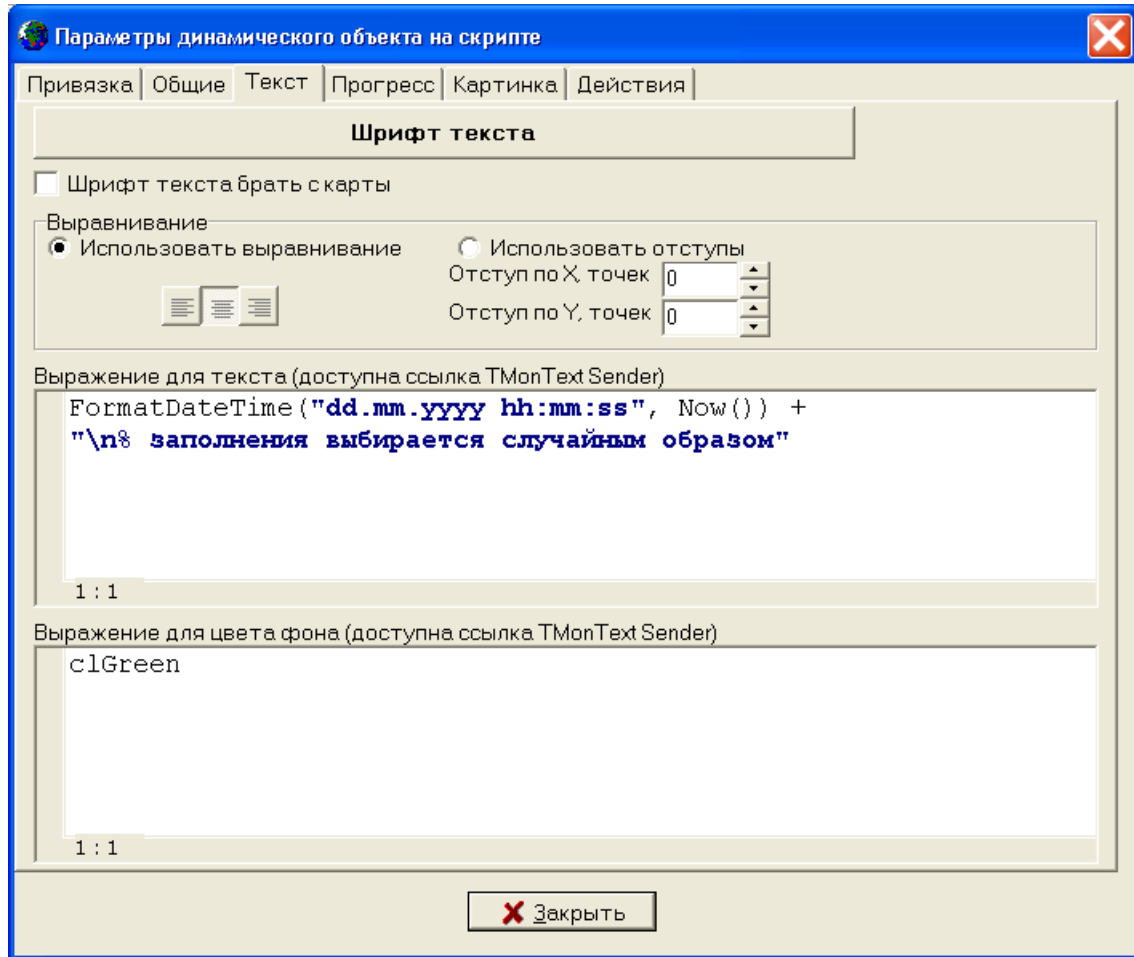 Параметры динамического объекта на скрипте
Привязка Общие Текст Прогресс Картинка Действия
Шрифт текста
Шрифт текста брать с карты
Выравнивание
Использовать выравнивание Использовать отступы
Отступ по X, точек 0
Отступ по Y, точек 0
Выражение для текста (доступна ссылка TMonText Sender)
FormatDateTime("dd.mm.yyyy hh:mm:ss", Now()) +
"\n% заполнения выбирается случайным образом"
1 : 1
Выражение для цвета фона (доступна ссылка TMonText Sender)
clGreen
1 : 1
Закрыть